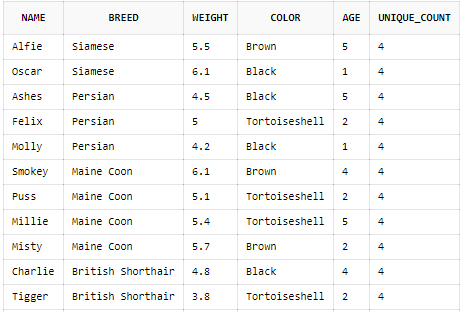 NAME BREED WEIGHT COLOR AGE UNIQUE_COUNT
Alfie Siamese 5.5 Brown 5 4
Oscar Siamese 6.1 Black 1 4
Ashes Persian 4.5 Black 5 4
Felix Persian 5 Tortoiseshell 2 4
Molly Persian 4.2 Black 1 4
Smokey Maine Coon 6.1 Brown 4 4
Puss Maine Coon 5.1 Tortoiseshell 2 4
Millie Maine Coon 5.4 Tortoiseshell 5 4
Misty Maine Coon 5.7 Brown 2 4
Charlie British Shorthair 4.8 Black 4 4
Tigger British Shorthair 3.8 Tortoiseshell 2 4